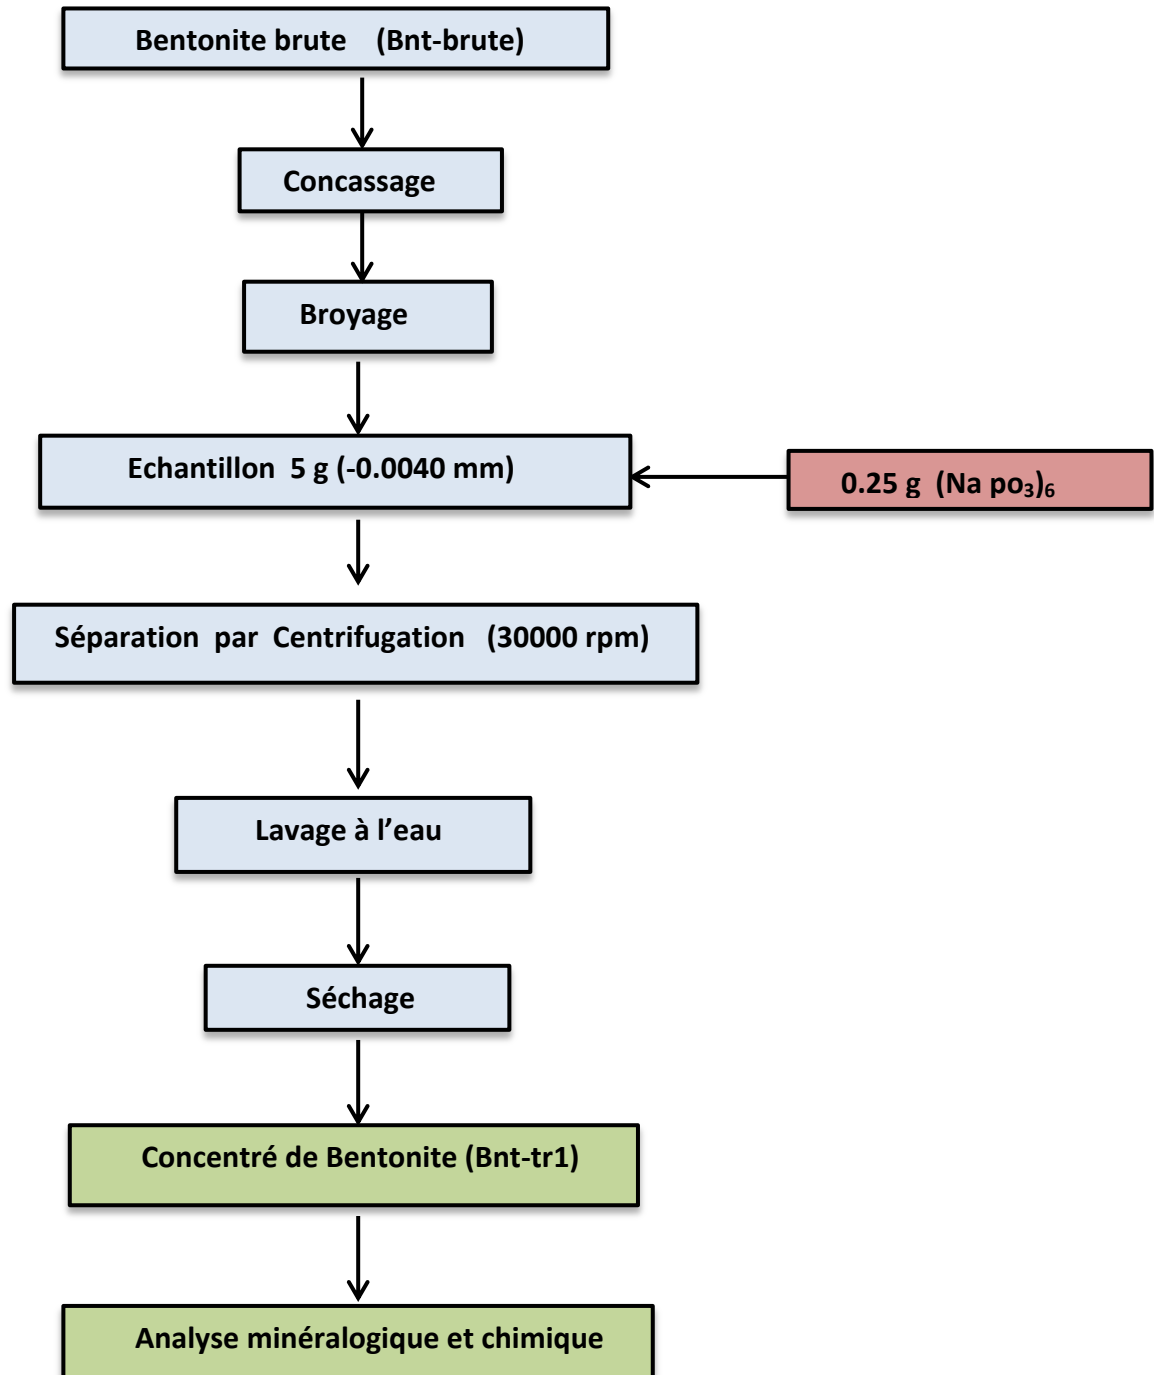 Bentonite brute (Bnt-brute)
Concassage
Broyage
Echantillon 5 g (-0.0040 mm)
0.25 g (Na po₃)₆
Séparation par Centrifugation (30000 rpm)
Lavage à l’eau
Séchage
Concentré de Bentonite (Bnt-tr1)
Analyse minéralogique et chimique